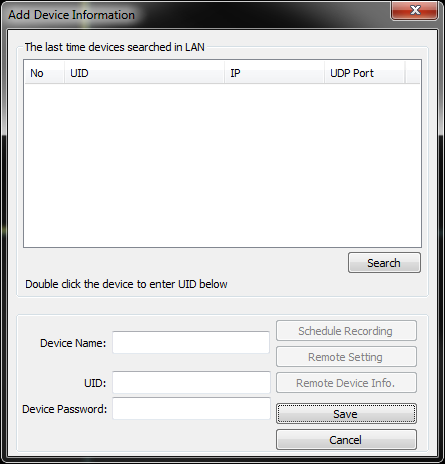 Add Device Information
The last time devices searched in LAN
No UID IP UDP Port
Search
Double click the device to enter UID below
Schedule Recording
Device Name:
Remote Setting
UID:
Remote Device Info.
Device Password:
Save
Cancel